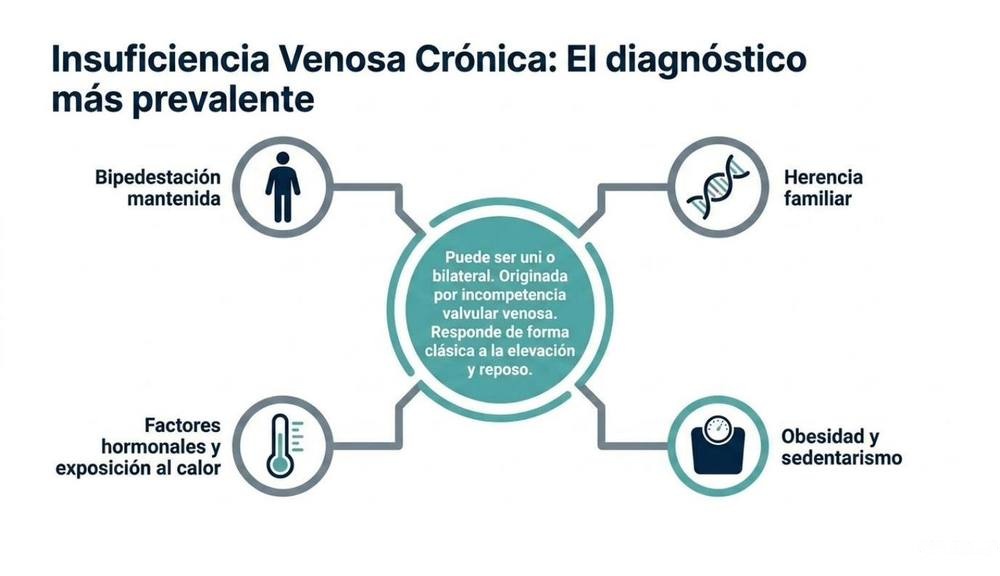 Insuficiencia Venosa Crónica: El diagnóstico
más prevalente
Bipedestación
mantenida
Herencia
familiar
Puede ser uni o
bilateral. Originada
por incompetencia
valvular venosa.
Responde de forma
clásica a la elevación
y reposo.
Factores
hormonales y
exposición al calor
Obesidad y
sedentarismo